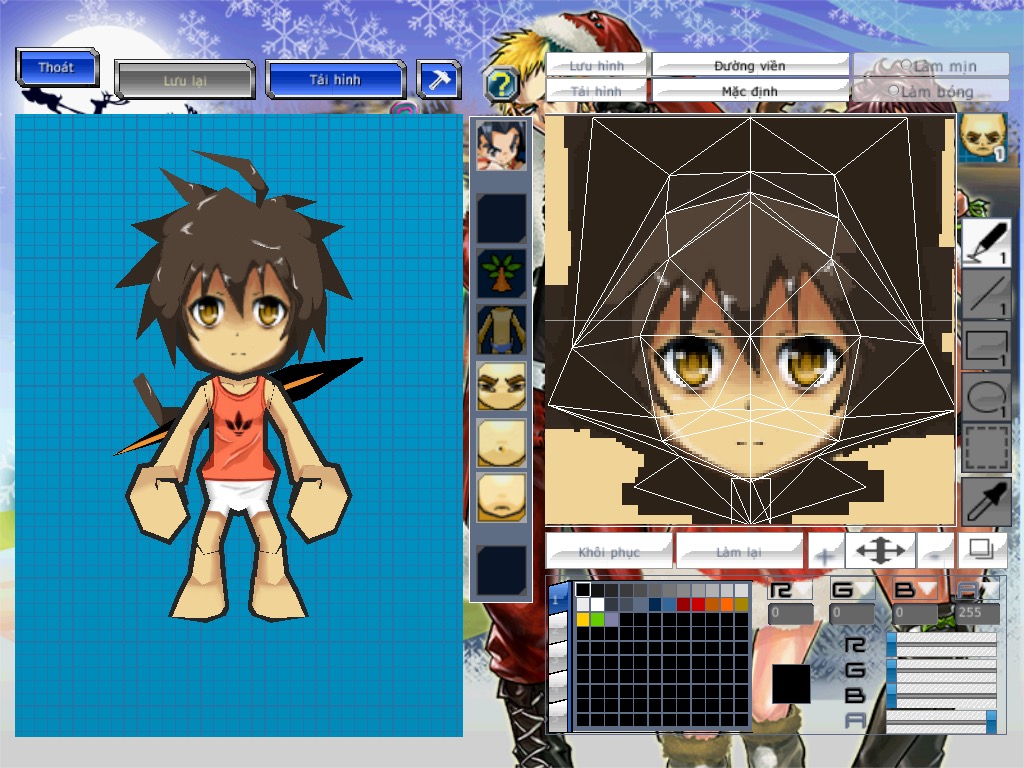 Thoát
Lưu lại
Tải hình
?
Lưu hình
Đường viền
Làm mịn
Tải hình
Mặc định
Làm bóng
1
1
1
1
1
Khôi phục
Làm lại
+
-
1
R G B A
0 0 0 255
R
G
B
A